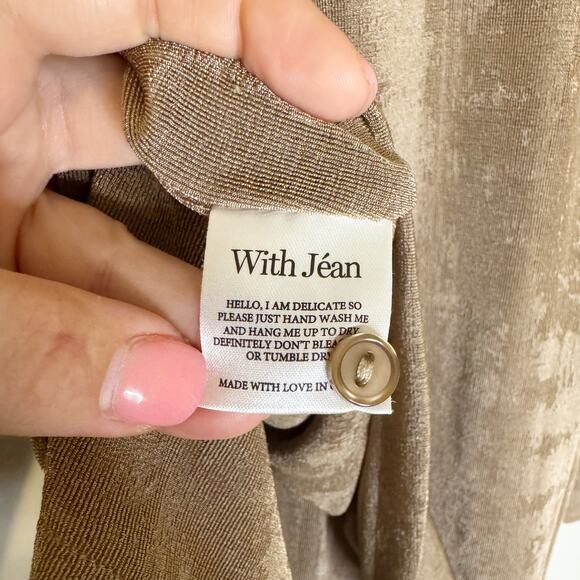 With Jéan
HELLO, I AM DELICATE SO
PLEASE JUST HAND WASH ME
AND HANG ME UP TO DRY.
DEFINITELY DON'T
OR TUMBLE DRY
MADE WITH LOVE IN